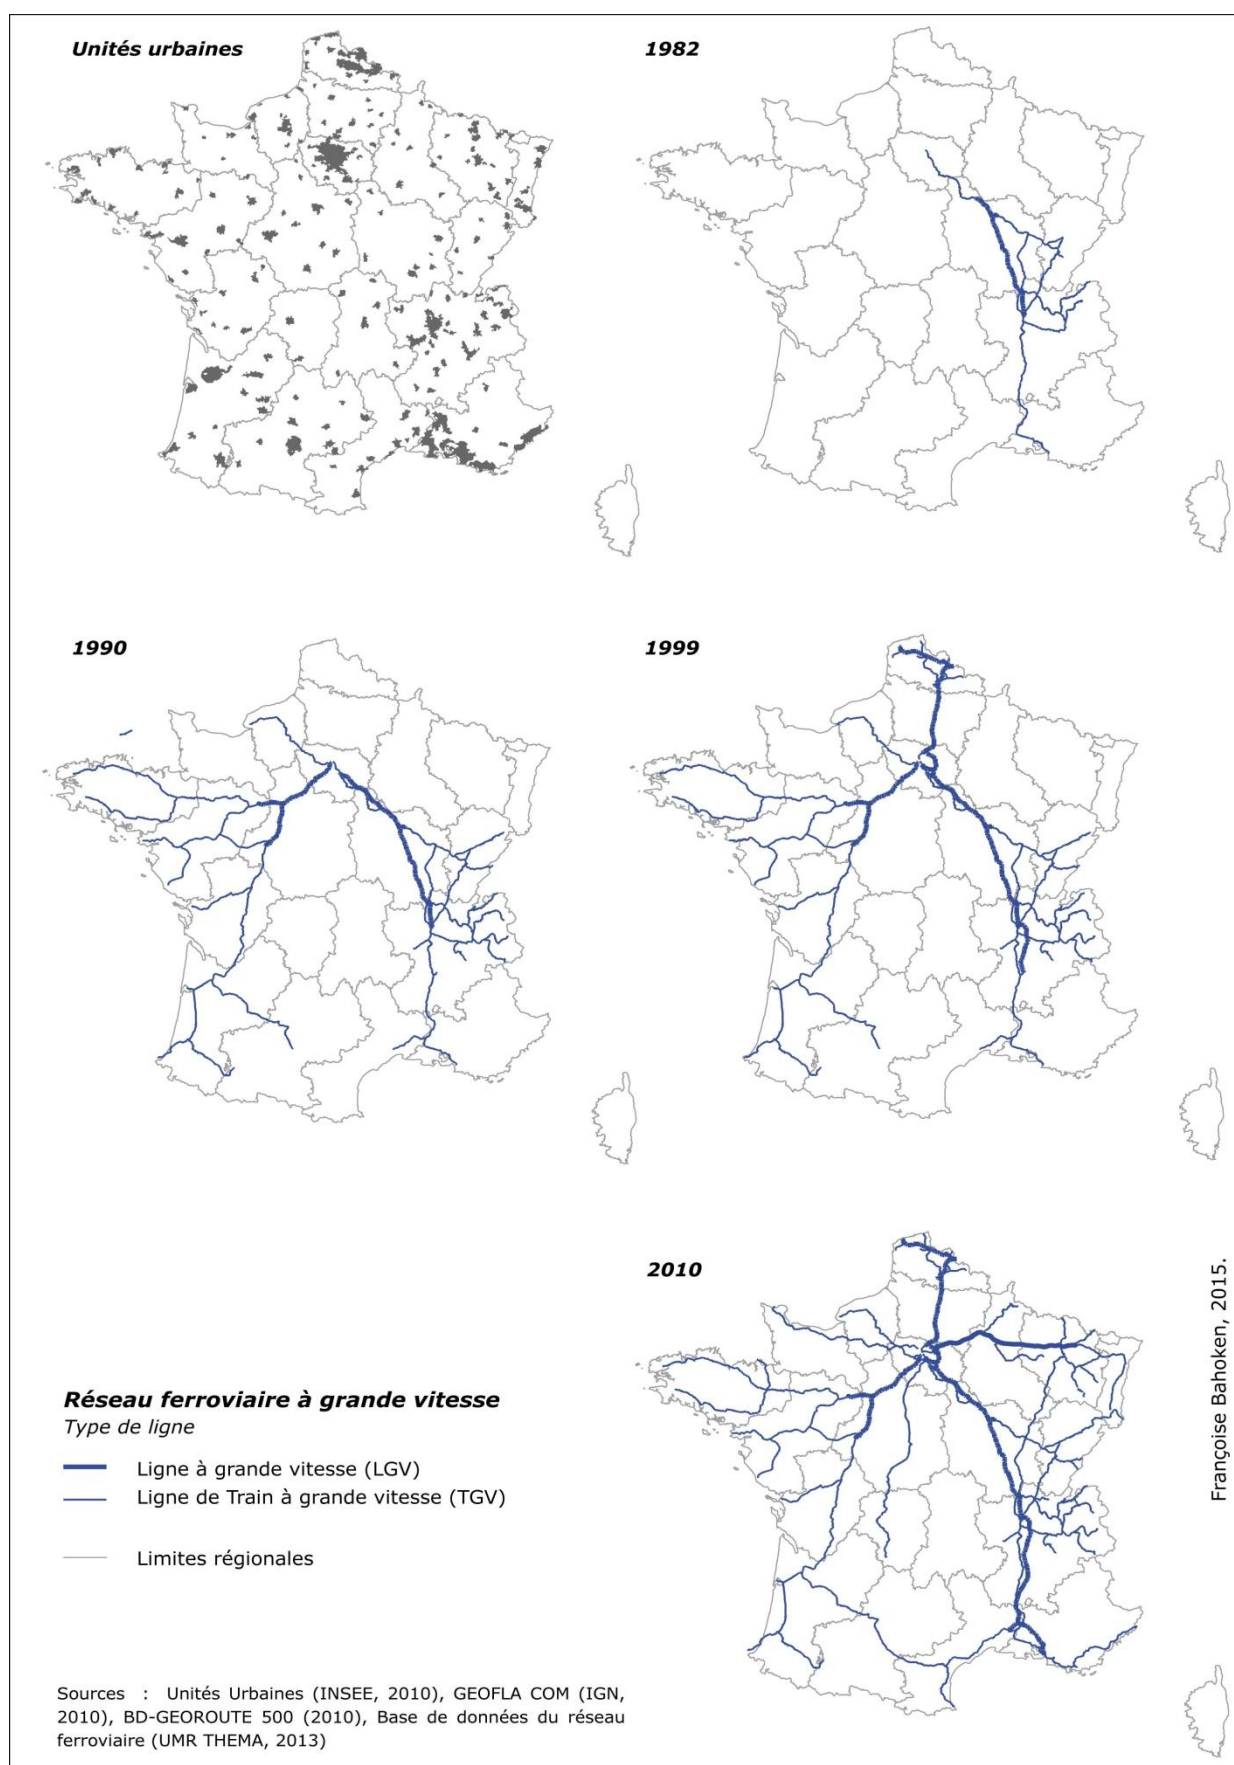 Unités urbaines
1982
1990
1999
2010
Réseau ferroviaire à grande vitesse
Type de ligne
Ligne à grande vitesse (LGV)
Ligne de Train à grande vitesse (TGV)
Limites régionales
Sources : Unités Urbaines (INSEE, 2010), GEOFLA COM (IGN,
2010), BD-GEOROUTE 500 (2010), Base de données du réseau
ferroviaire (UMR THEMA, 2013)
Françoise Bahoken, 2015.